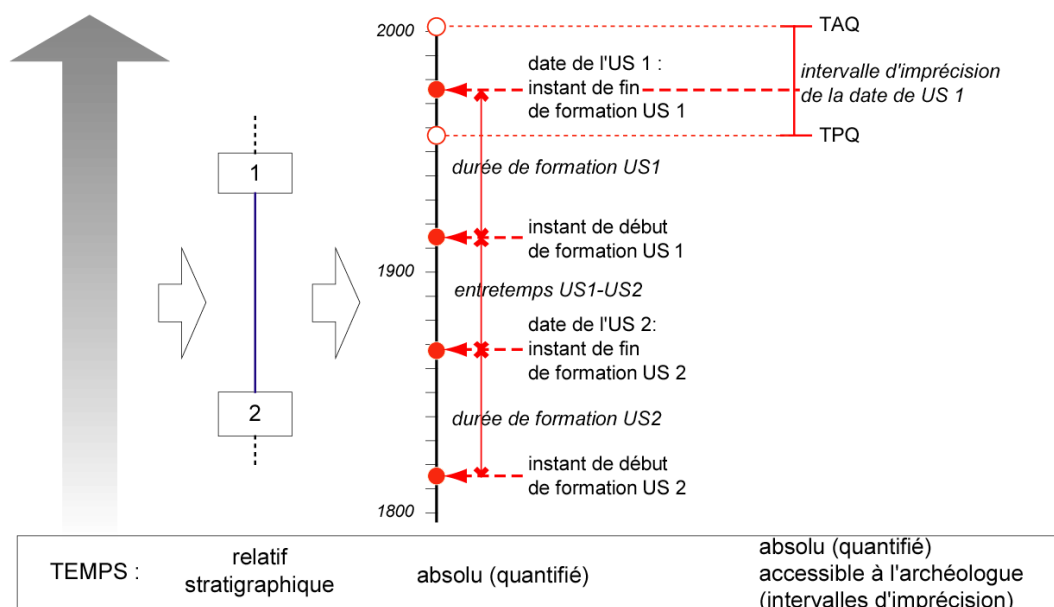 2000
TAQ
date de l'US 1 :
instant de fin
de formation US 1
intervalle d'imprécision
de la date de US 1
TPQ
1
durée de formation US1
instant de début
de formation US 1
1900
entretemps US1-US2
date de l'US 2:
instant de fin
de formation US 2
2
durée de formation US2
instant de début
de formation US 2
1800
TEMPS :
relatif
stratigraphique
absolu (quantifié)
absolu (quantifié)
accessible à l'archéologue
(intervalles d'imprécision)